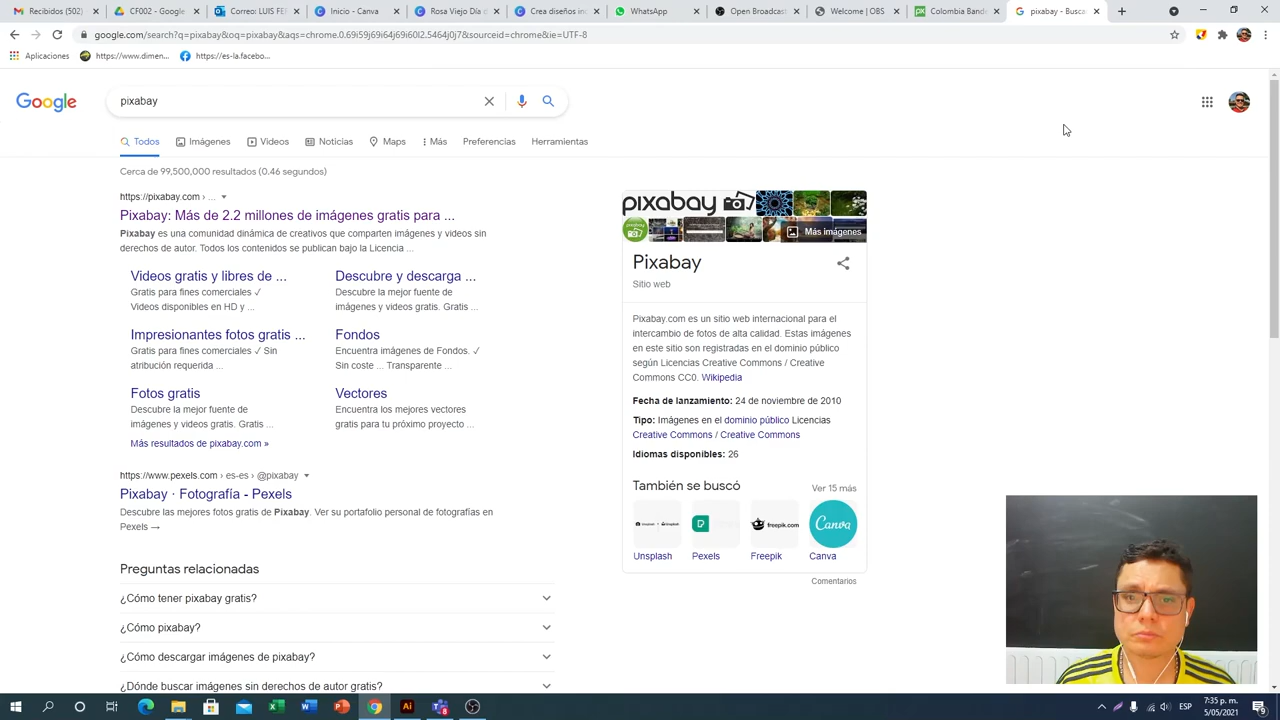 Recibidos (502)
CF002 - Google
Correo: LUIS FER
Inicio - Canva
Rosa Viejo Día d
Crea diseños inc
WhatsApp
Open Broadcas
Welcome | OBS
Colombia Bande
pixabay - Busca
google.com/search?q=pixabay&oq=pixabay&aqs=chrome.0.69i59j69i64j69i60l2.5464j0j7&sourceid=chrome&ie=UTF-8
Aplicaciones
https://www.dimen...
https://es-la.facebo...
Google
pixabay
Todos
Imágenes
Vídeos
Noticias
Maps
Más
Preferencias
Herramientas
Cerca de 99,500,000 resultados (0.46 segundos)
https://pixabay.com › ...
Pixabay: Más de 2.2 millones de imágenes gratis para ...
Pixabay es una comunidad dinámica de creativos que comparten imágenes y videos sin
derechos de autor. Todos los contenidos se publican bajo la Licencia ...
Videos gratis y libres de ...
Gratis para fines comerciales ✓
Videos disponibles en HD y ...
Descubre y descarga ...
Descubre la mejor fuente de
imágenes y videos gratis. Gratis ...
Impresionantes fotos gratis ...
Gratis para fines comerciales ✓ Sin
atribución requerida ...
Fondos
Encuentra imágenes de Fondos. ✓
Sin coste ... Transparente ...
Fotos gratis
Descubre la mejor fuente de
imágenes y videos gratis. Gratis ...
Vectores
Encuentra los mejores vectores
gratis para tu próximo proyecto ...
Más resultados de pixabay.com »
https://www.pexels.com › es-es › @pixabay
Pixabay · Fotografía - Pexels
Descubre las mejores fotos gratis de Pixabay. Ver su portafolio personal de fotografías en
Pexels →
Preguntas relacionadas
¿Cómo tener pixabay gratis?
¿Cómo pixabay?
¿Cómo descargar imágenes de pixabay?
¿Dónde buscar imágenes sin derechos de autor gratis?
pixabay
Más imágenes
Pixabay
Sitio web
Pixabay.com es un sitio web internacional para el
intercambio de fotos de alta calidad. Estas imágenes
en este sitio son registradas en el dominio público
según Licencias Creative Commons / Creative
Commons CC0. Wikipedia
Fecha de lanzamiento: 24 de noviembre de 2010
Tipo: Imágenes en el dominio público Licencias
Creative Commons / Creative Commons
Idiomas disponibles: 26
También se buscó
Ver 15 más
freepik.com
Canva
Unsplash
Pexels
Freepik
Canva
Comentarios
ESP
7:35 p. m.
5/05/2021